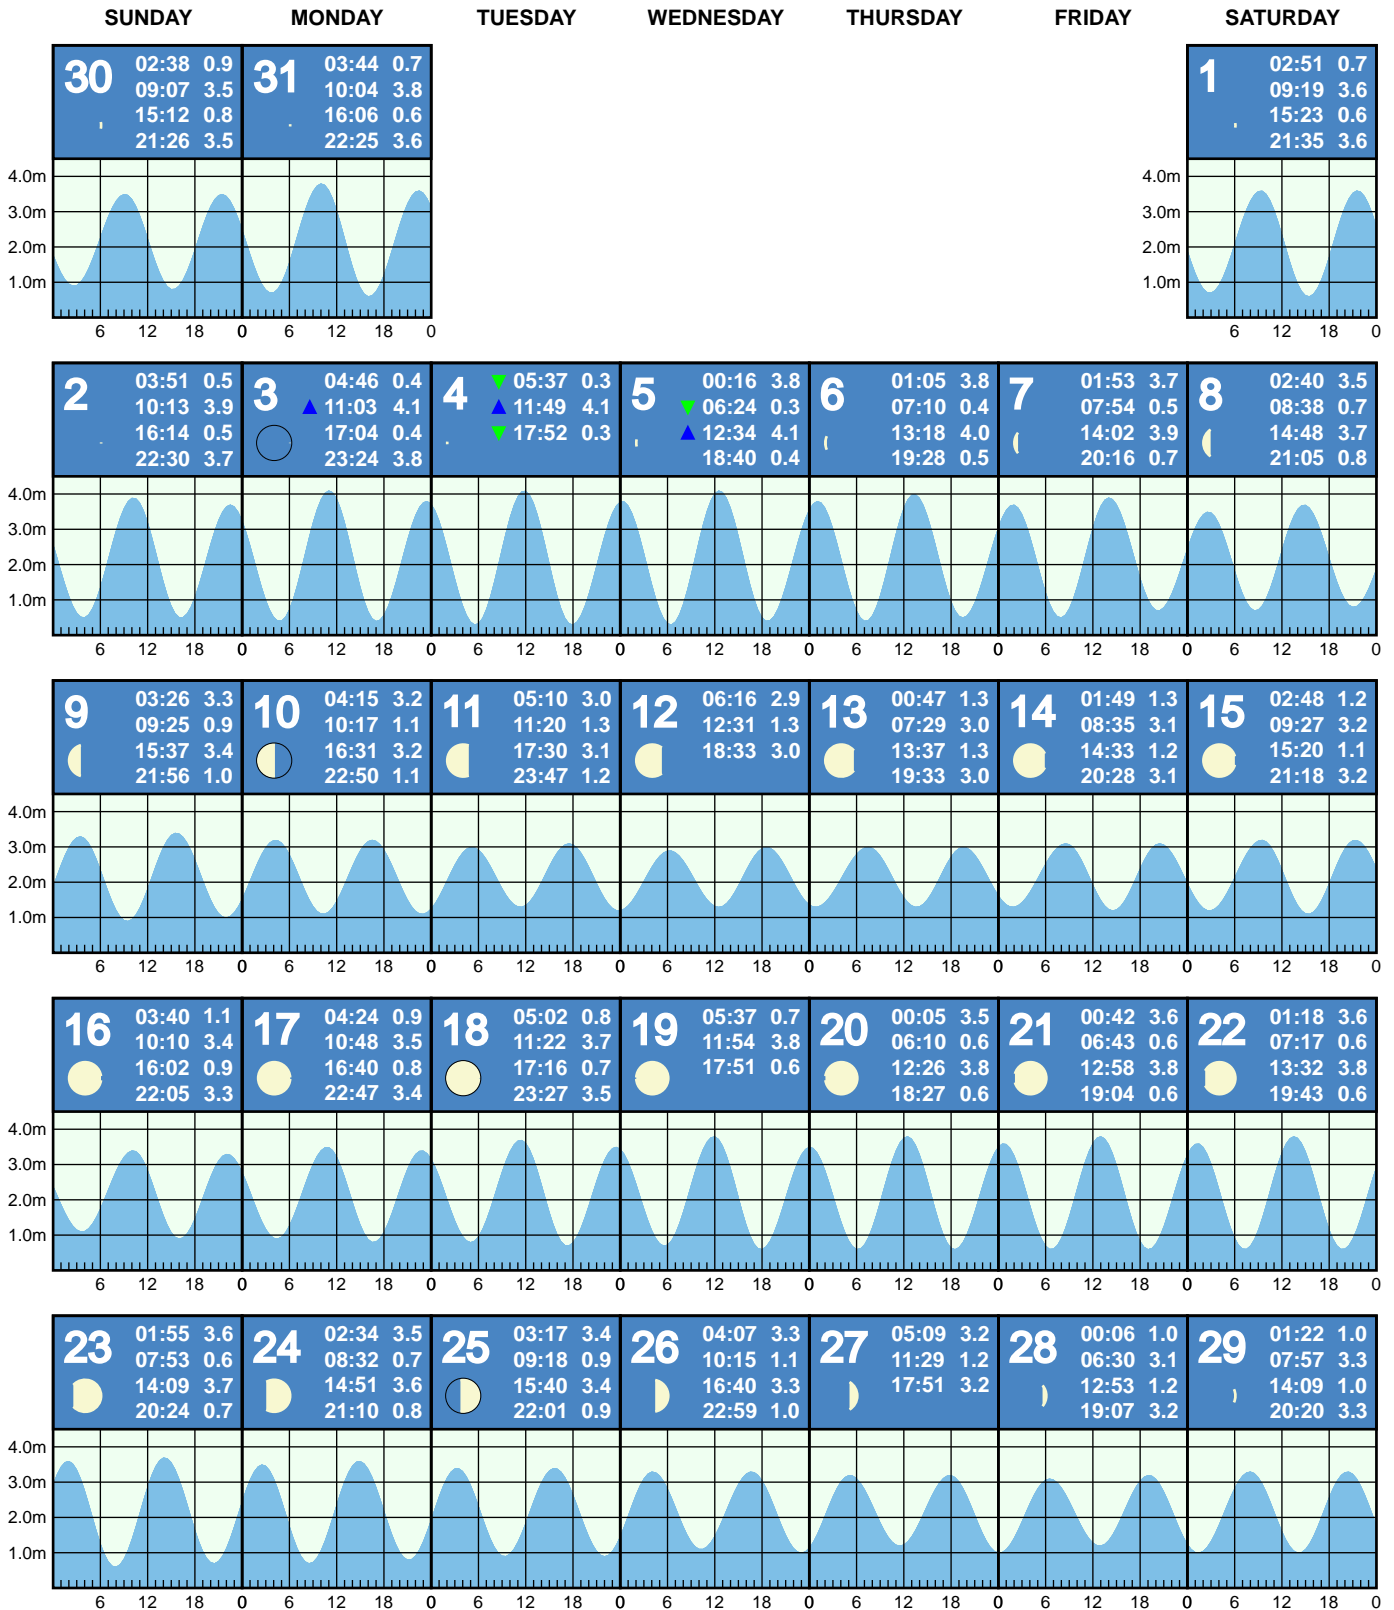 SUNDAY MONDAY TUESDAY WEDNESDAY THURSDAY FRIDAY SATURDAY
30 02:38 0.9 31 03:44 0.7 1 02:51 0.7
09:07 3.5 10:04 3.8 09:19 3.6
15:12 0.8 16:06 0.6 15:23 0.6
21:26 3.5 22:25 3.6 21:35 3.6
4.0m 4.0m
3.0m 3.0m
2.0m 2.0m
1.0m 1.0m
6 12 18 0 6 12 18 0 6 12 18 0
2 03:51 0.5 3 04:46 0.4 4 05:37 0.3 5 00:16 3.8 6 01:05 3.8 7 01:53 3.7 8 02:40 3.5
10:13 3.9 11:03 4.1 11:49 4.1 06:24 0.3 07:10 0.4 07:54 0.5 08:38 0.7
16:14 0.5 17:04 0.4 17:52 0.3 12:34 4.1 13:18 4.0 14:02 3.9 14:48 3.7
22:30 3.7 23:24 3.8 18:40 0.4 19:28 0.5 20:16 0.7 21:05 0.8
4.0m
3.0m
2.0m
1.0m
6 12 18 0 6 12 18 0 6 12 18 0 6 12 18 0 6 12 18 0 6 12 18 0 6 12 18 0
9 03:26 3.3 10 04:15 3.2 11 05:10 3.0 12 06:16 2.9 13 00:47 1.3 14 01:49 1.3 15 02:48 1.2
09:25 0.9 10:17 1.1 11:20 1.3 12:31 1.3 07:29 3.0 08:35 3.1 09:27 3.2
15:37 3.4 16:31 3.2 17:30 3.1 18:33 3.0 13:37 1.3 14:33 1.2 15:20 1.1
21:56 1.0 22:50 1.1 23:47 1.2 19:33 3.0 20:28 3.1 21:18 3.2
4.0m
3.0m
2.0m
1.0m
6 12 18 0 6 12 18 0 6 12 18 0 6 12 18 0 6 12 18 0 6 12 18 0 6 12 18 0
16 03:40 1.1 17 04:24 0.9 18 05:02 0.8 19 05:37 0.7 20 00:05 3.5 21 00:42 3.6 22 01:18 3.6
10:10 3.4 10:48 3.5 11:22 3.7 11:54 3.8 06:10 0.6 06:43 0.6 07:17 0.6
16:02 0.9 16:40 0.8 17:16 0.7 17:51 0.6 12:26 3.8 12:58 3.8 13:32 3.8
22:05 3.3 22:47 3.4 23:27 3.5 18:27 0.6 19:04 0.6 19:43 0.6
4.0m
3.0m
2.0m
1.0m
6 12 18 0 6 12 18 0 6 12 18 0 6 12 18 0 6 12 18 0 6 12 18 0 6 12 18 0
23 01:55 3.6 24 02:34 3.5 25 03:17 3.4 26 04:07 3.3 27 05:09 3.2 28 00:06 1.0 29 01:22 1.0
07:53 0.6 08:32 0.7 09:18 0.9 10:15 1.1 11:29 1.2 06:30 3.1 07:57 3.3
14:09 3.7 14:51 3.6 15:40 3.4 16:40 3.3 17:51 3.2 12:53 1.2 14:09 1.0
20:24 0.7 21:10 0.8 22:01 0.9 22:59 1.0 19:07 3.2 20:20 3.3
4.0m
3.0m
2.0m
1.0m
6 12 18 0 6 12 18 0 6 12 18 0 6 12 18 0 6 12 18 0 6 12 18 0 6 12 18 0